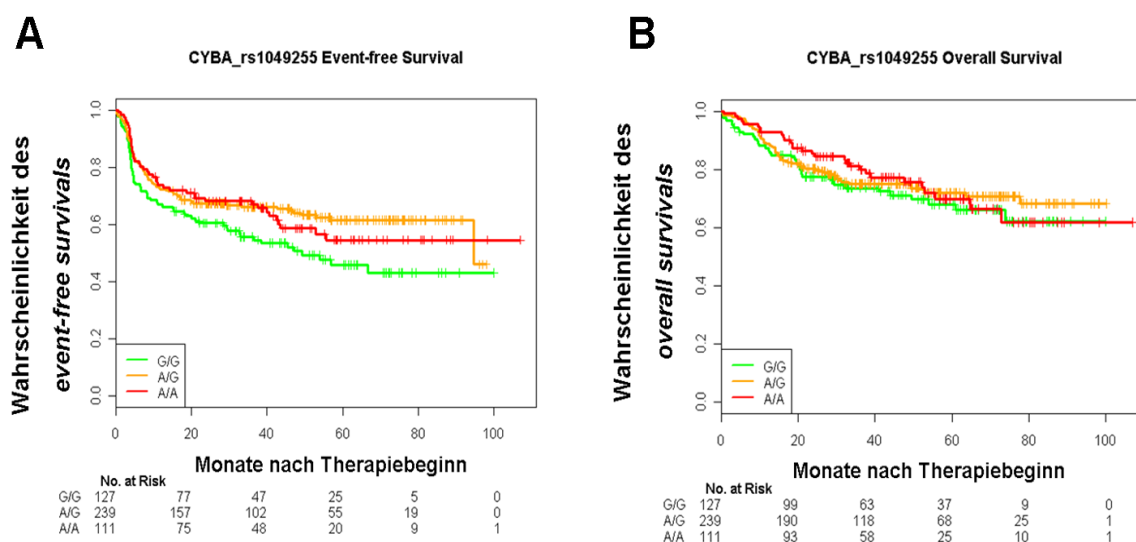 A
CYBA_rs1049255 Event-free Survival
Wahrscheinlichkeit des
event-free survivals
1.0
0.8
0.6
0.4
0.2
0.0
G/G
A/G
A/A
0 20 40 60 80 100
Monate nach Therapiebeginn
No. at Risk
G/G 127 77 47 25 5 0
A/G 239 157 102 55 19 0
A/A 111 75 48 20 9 1
B
CYBA_rs1049255 Overall Survival
Wahrscheinlichkeit des
overall survivals
1.0
0.8
0.6
0.4
0.2
0.0
G/G
A/G
A/A
0 20 40 60 80 100
Monate nach Therapiebeginn
No. at Risk
G/G 127 99 63 37 9 0
A/G 239 190 118 68 25 1
A/A 111 93 58 25 10 1